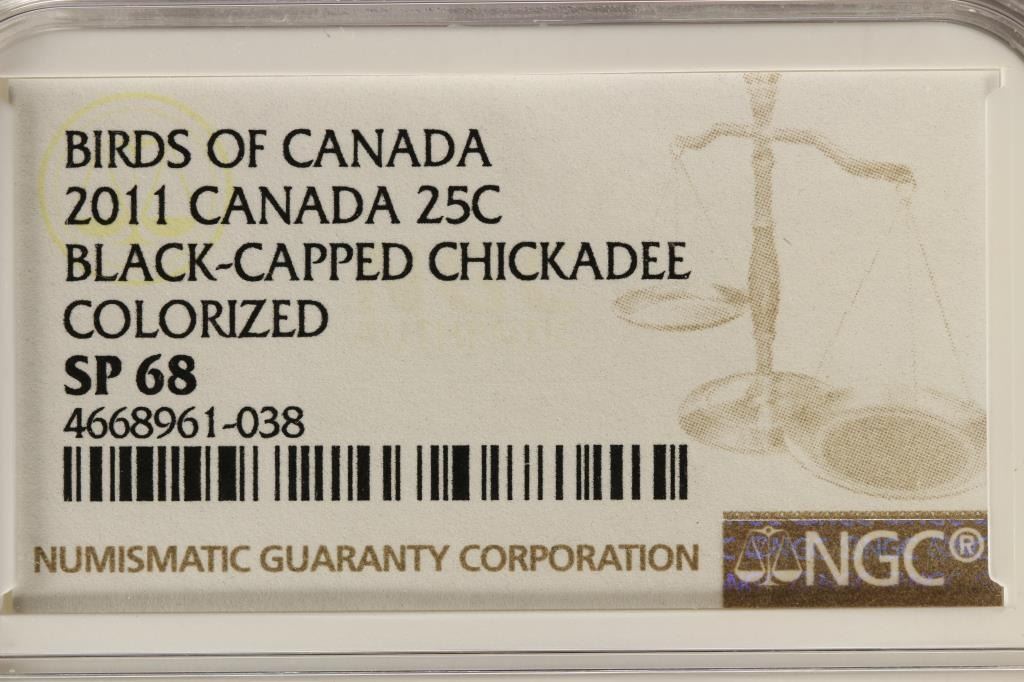 BIRDS OF CANADA
2011 CANADA 25C
BLACK-CAPPED CHICKADEE
COLORIZED
SP 68
4668961-038
NUMISMATIC GUARANTY CORPORATION
NGC®